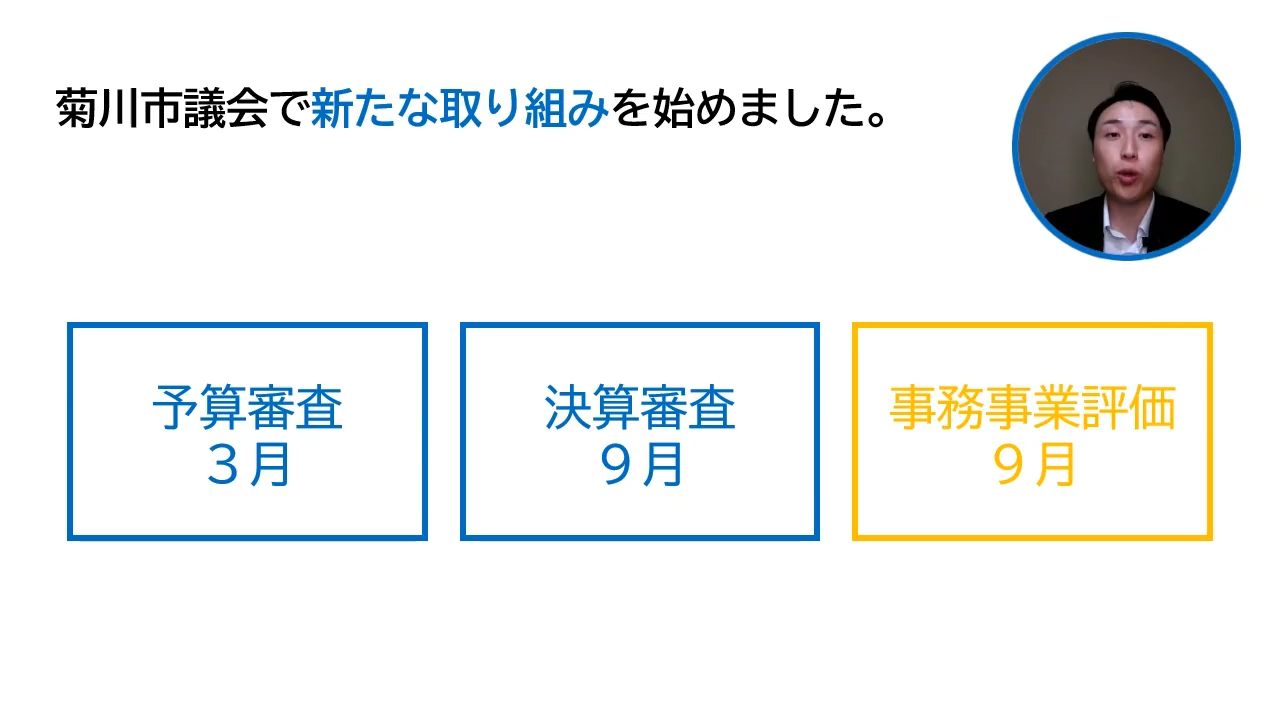 菊川市議会で新たな取り組みを始めました。
予算審査
３月
決算審査
９月
事務事業評価
９月